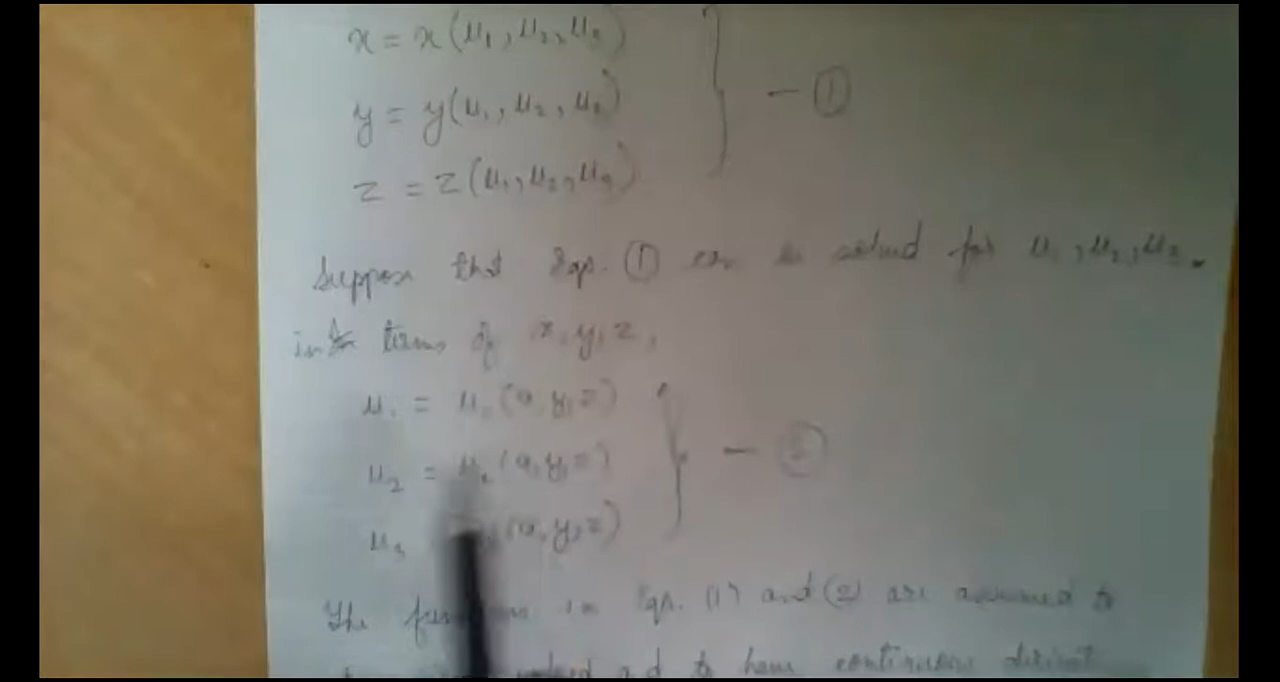 x = x(u₁, u₂, u₃)
y = y(u₁, u₂, u₃) } — ①
z = z(u₁, u₂, u₃)
Suppose that Eqs. ① can be solved for u₁, u₂, u₃.
in terms of x, y, z,
u₁ = u₁(x, y, z)
u₂ = u₂(x, y, z) } — ②
u₃ (x, y, z)
The in Eqs. (1) and (2) are assumed to
to have continuous